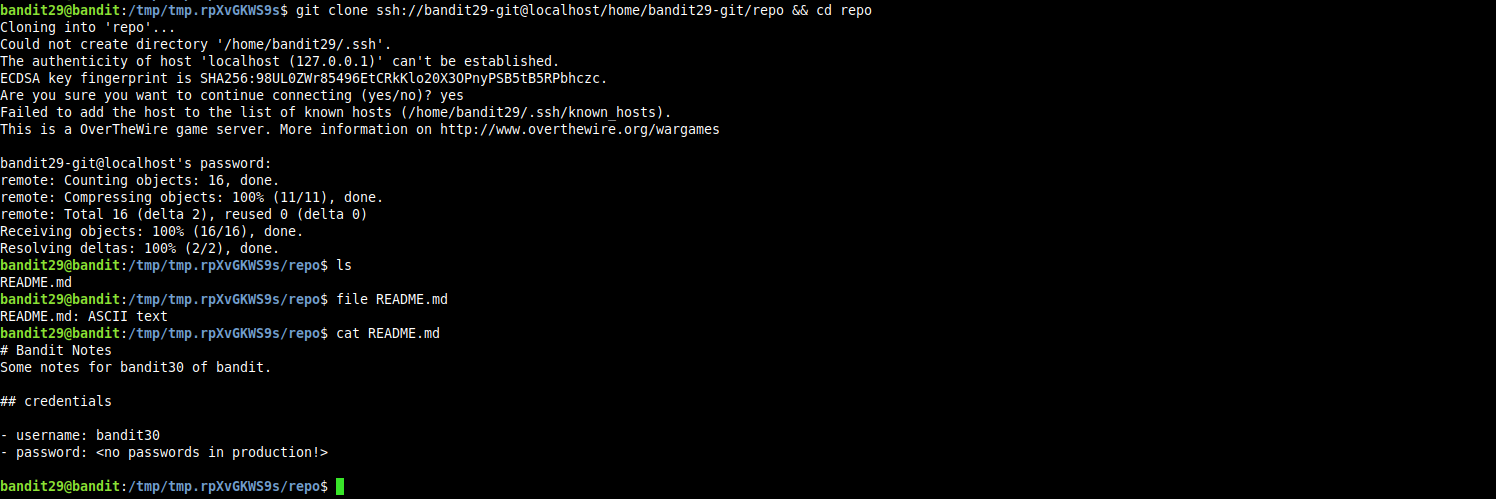 bandit29@bandit:/tmp/tmp.rpXvGKWS9s$ git clone ssh://bandit29-git@localhost/home/bandit29-git/repo && cd repo
Cloning into 'repo'...
Could not create directory '/home/bandit29/.ssh'.
The authenticity of host 'localhost (127.0.0.1)' can't be established.
ECDSA key fingerprint is SHA256:98UL0ZWr85496EtCRkKlo20X3OPnyPSB5tB5RPbhczc.
Are you sure you want to continue connecting (yes/no)? yes
Failed to add the host to the list of known hosts (/home/bandit29/.ssh/known_hosts).
This is a OverTheWire game server. More information on http://www.overthewire.org/wargames
bandit29-git@localhost's password:
remote: Counting objects: 16, done.
remote: Compressing objects: 100% (11/11), done.
remote: Total 16 (delta 2), reused 0 (delta 0)
Receiving objects: 100% (16/16), done.
Resolving deltas: 100% (2/2), done.
bandit29@bandit:/tmp/tmp.rpXvGKWS9s/repo$ ls
README.md
bandit29@bandit:/tmp/tmp.rpXvGKWS9s/repo$ file README.md
README.md: ASCII text
bandit29@bandit:/tmp/tmp.rpXvGKWS9s/repo$ cat README.md
# Bandit Notes
Some notes for bandit30 of bandit.
## credentials
- username: bandit30
- password: <no passwords in production!>
bandit29@bandit:/tmp/tmp.rpXvGKWS9s/repo$